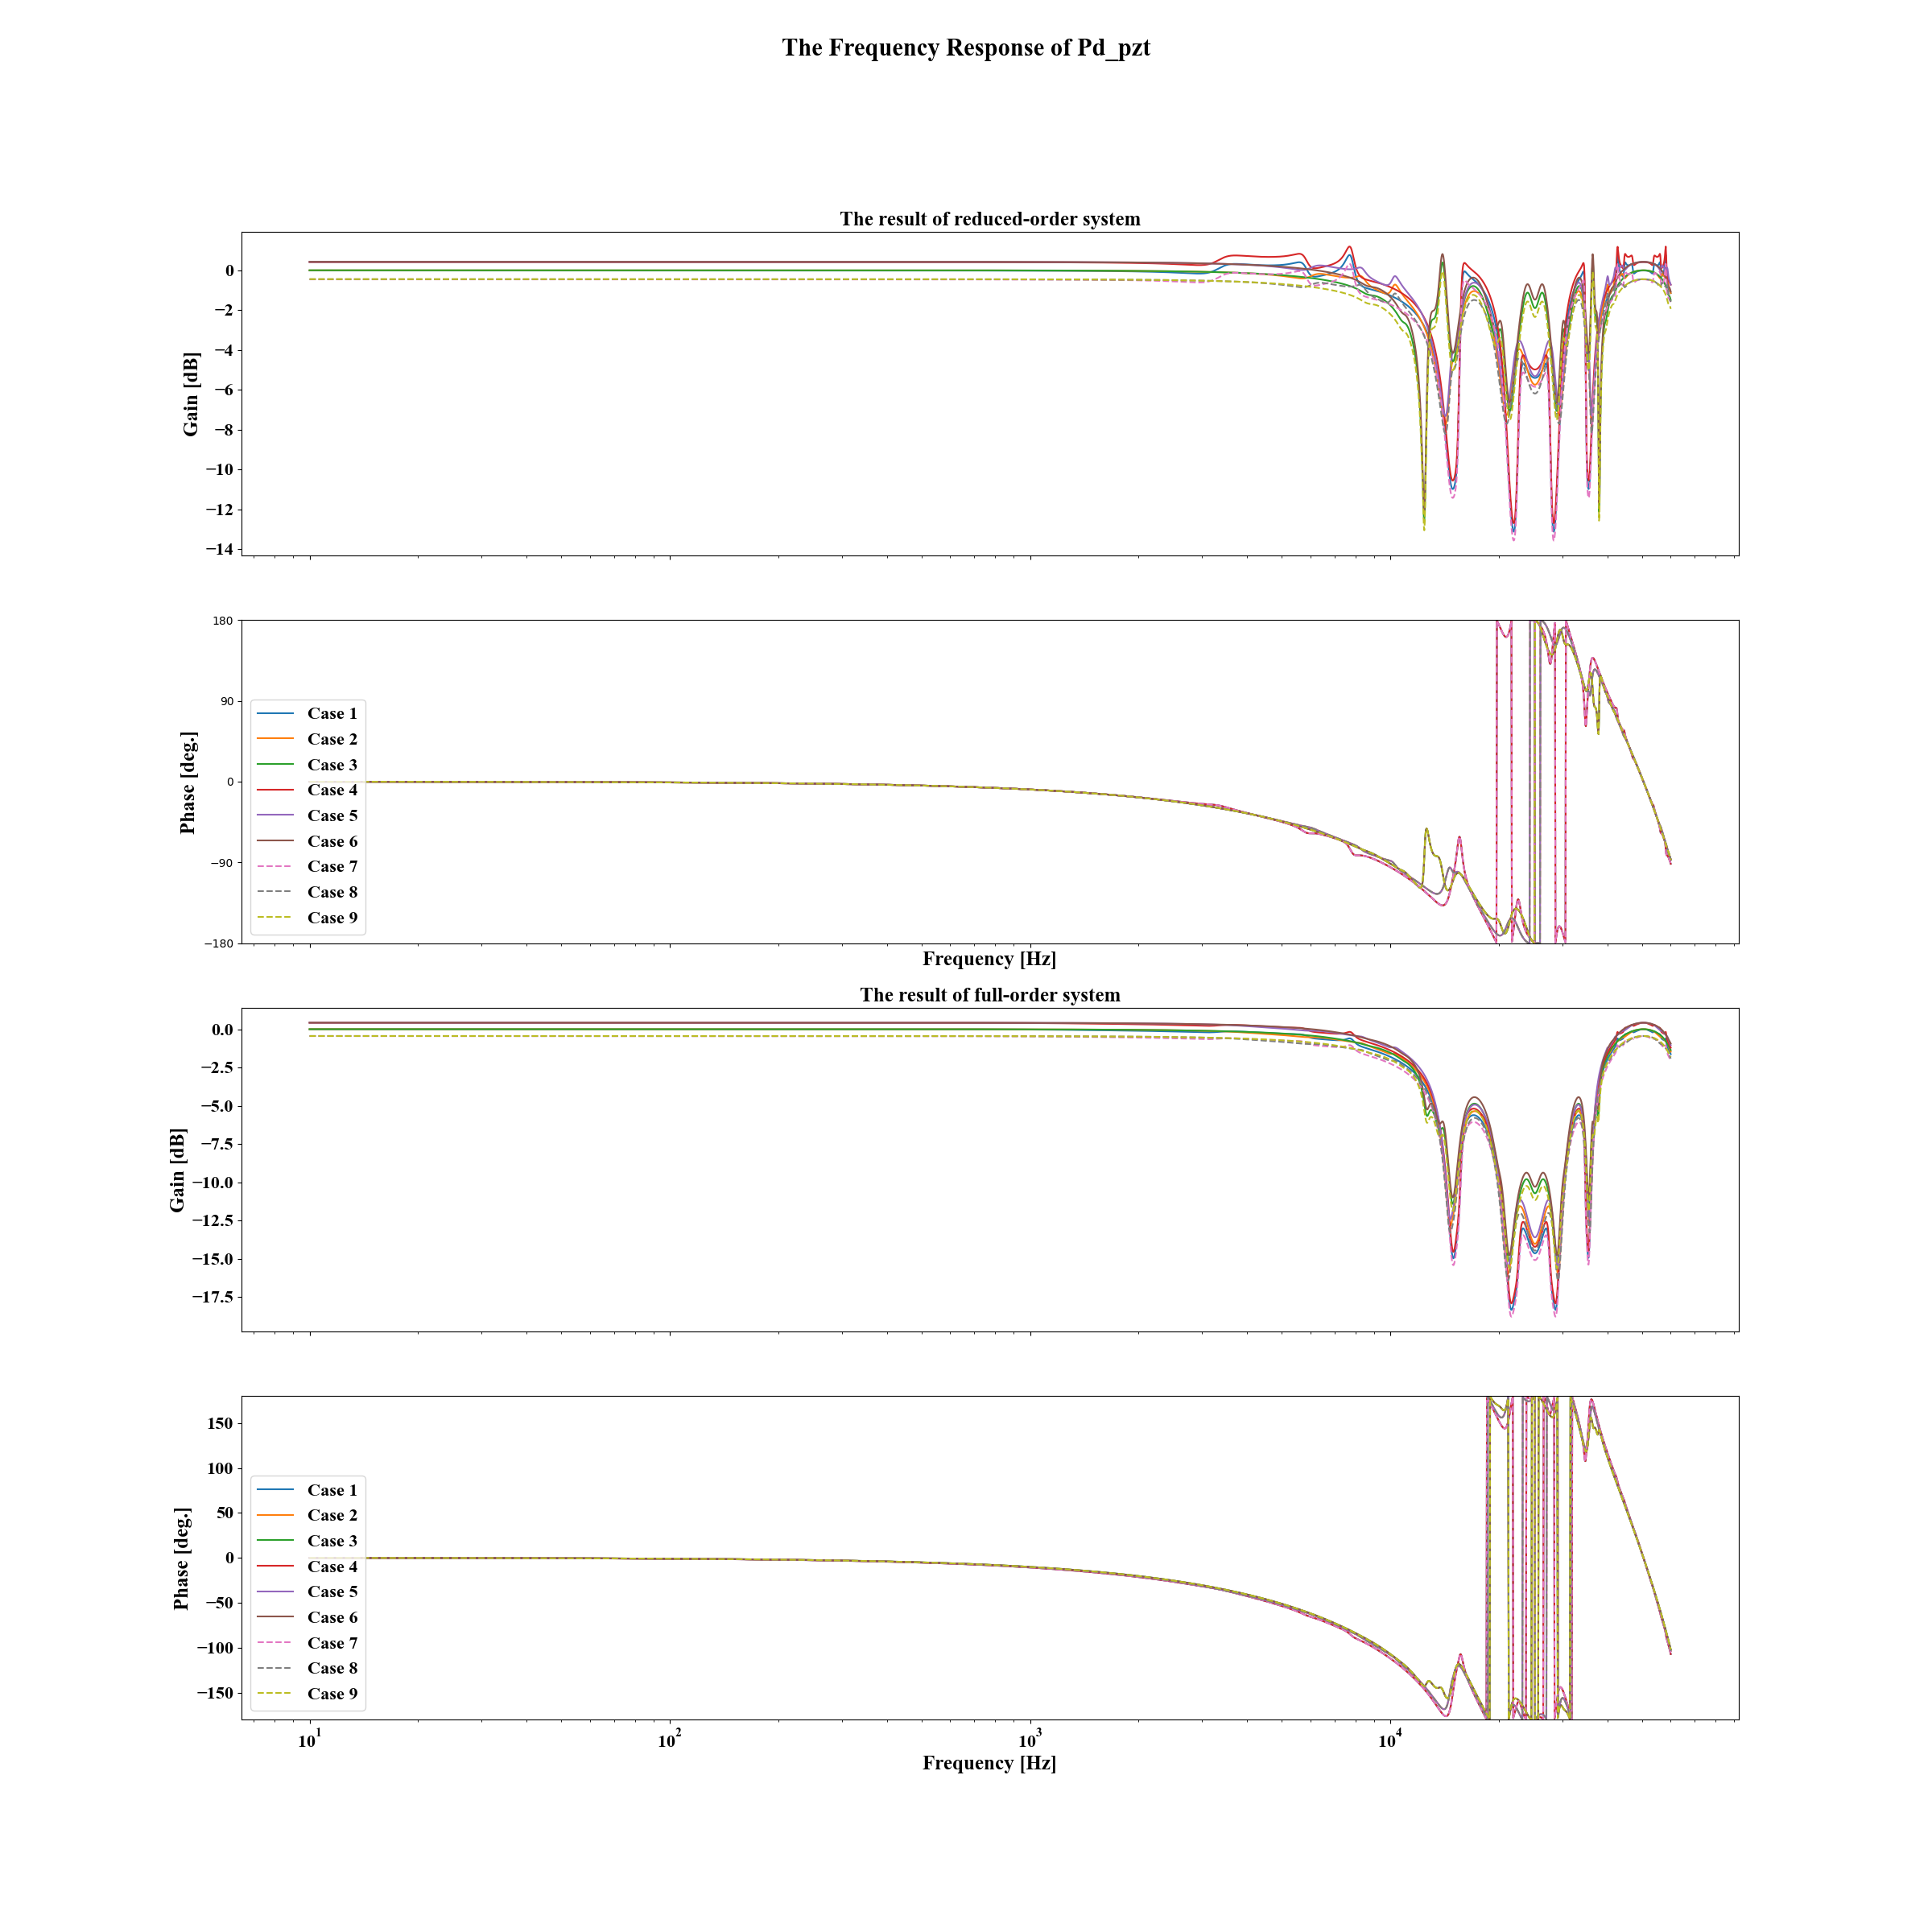 The Frequency Response of Pd_pzt
The result of reduced-order system
Gain [dB]
0
−2
−4
−6
−8
−10
−12
−14
Phase [deg.]
180
90
0
−90
−180
Case 1
Case 2
Case 3
Case 4
Case 5
Case 6
Case 7
Case 8
Case 9
Frequency [Hz]
The result of full-order system
Gain [dB]
0.0
−2.5
−5.0
−7.5
−10.0
−12.5
−15.0
−17.5
Phase [deg.]
150
100
50
0
−50
−100
−150
Case 1
Case 2
Case 3
Case 4
Case 5
Case 6
Case 7
Case 8
Case 9
10¹ 10² 10³ 10⁴
Frequency [Hz]